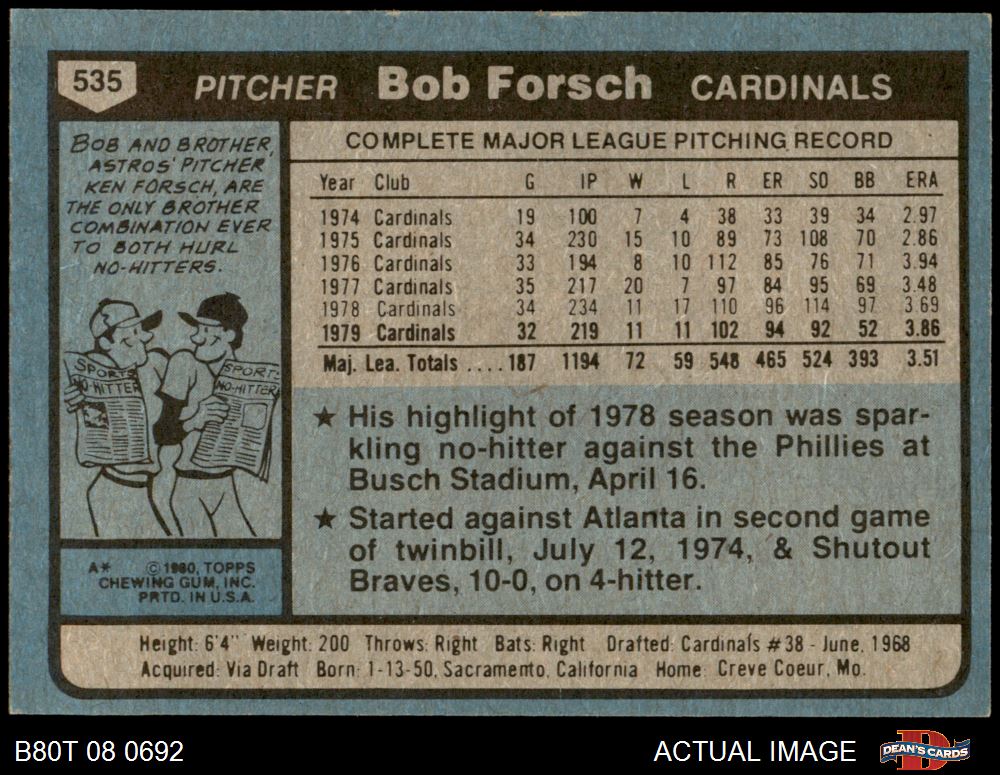 535 PITCHER Bob Forsch CARDINALS
BOB AND BROTHER,
ASTROS' PITCHER
KEN FORSCH, ARE
THE ONLY BROTHER
COMBINATION EVER
TO BOTH HURL
NO-HITTERS.
SPORTS
NO-HITTER
SPORTS
NO-HITTER
A* ©1980, TOPPS
CHEWING GUM, INC.
PRTD. IN U.S.A.
COMPLETE MAJOR LEAGUE PITCHING RECORD
Year Club G IP W L R ER SO BB ERA
1974 Cardinals 19 100 7 4 38 33 39 34 2.97
1975 Cardinals 34 230 15 10 89 73 108 70 2.86
1976 Cardinals 33 194 8 10 112 85 76 71 3.94
1977 Cardinals 35 217 20 7 97 84 95 69 3.48
1978 Cardinals 34 234 11 17 110 96 114 97 3.69
1979 Cardinals 32 219 11 11 102 94 92 52 3.86
Maj. Lea. Totals ....187 1194 72 59 548 465 524 393 3.51
★ His highlight of 1978 season was spar-
kling no-hitter against the Phillies at
Busch Stadium, April 16.
★ Started against Atlanta in second game
of twinbill, July 12, 1974, & Shutout
Braves, 10-0, on 4-hitter.
Height: 6'4" Weight: 200 Throws: Right Bats: Right Drafted: Cardinals #38 - June, 1968
Acquired: Via Draft Born: 1-13-50, Sacramento, California Home: Creve Coeur, Mo.
B80T 08 0692
ACTUAL IMAGE
DEAN'S CARDS